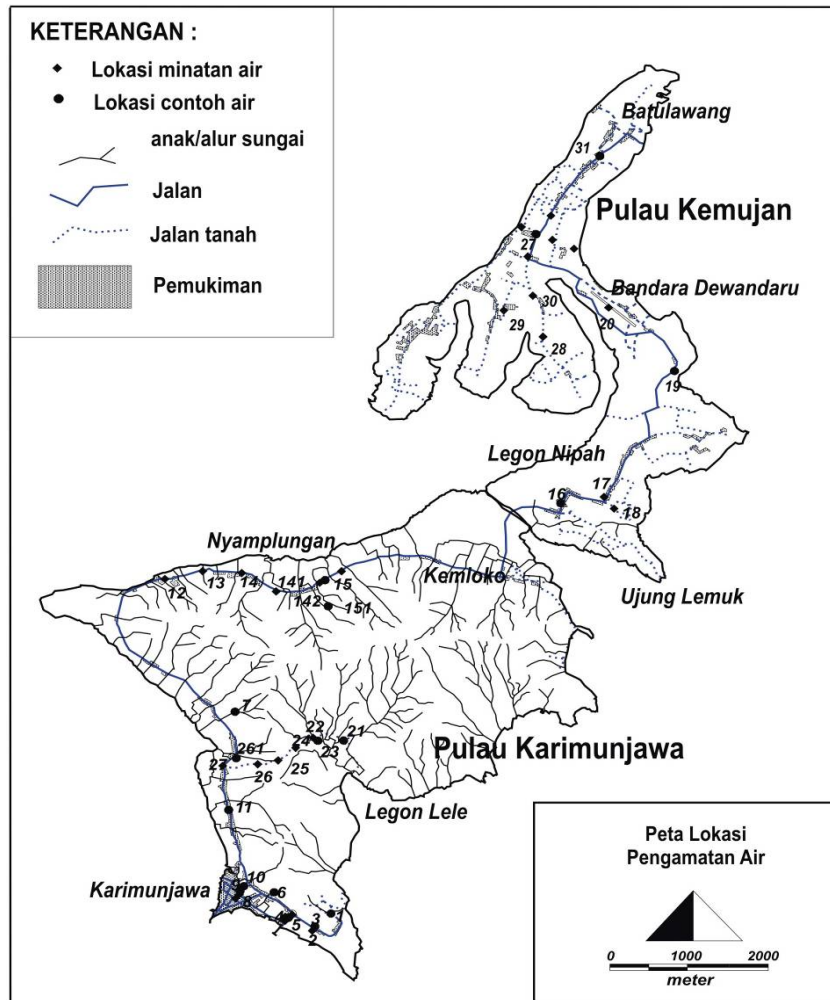 KETERANGAN :
Lokasi minatan air
Lokasi contoh air
anak/alur sungai
Jalan
Jalan tanah
Pemukiman
Batulawang
31
Pulau Kemujan
27
Bandara Dewandaru
30
20
29
28
19
Legon Nipah
16
17
18
Nyamplungan
Kemloko
Ujung Lemuk
12
13
14
141
142
15
151
7
22
21
24
23
Pulau Karimunjawa
261
27
26
25
Legon Lele
11
Karimunjawa
10
9
8
6
1
4
5
3
2
Peta Lokasi
Pengamatan Air
0 1000 2000
meter